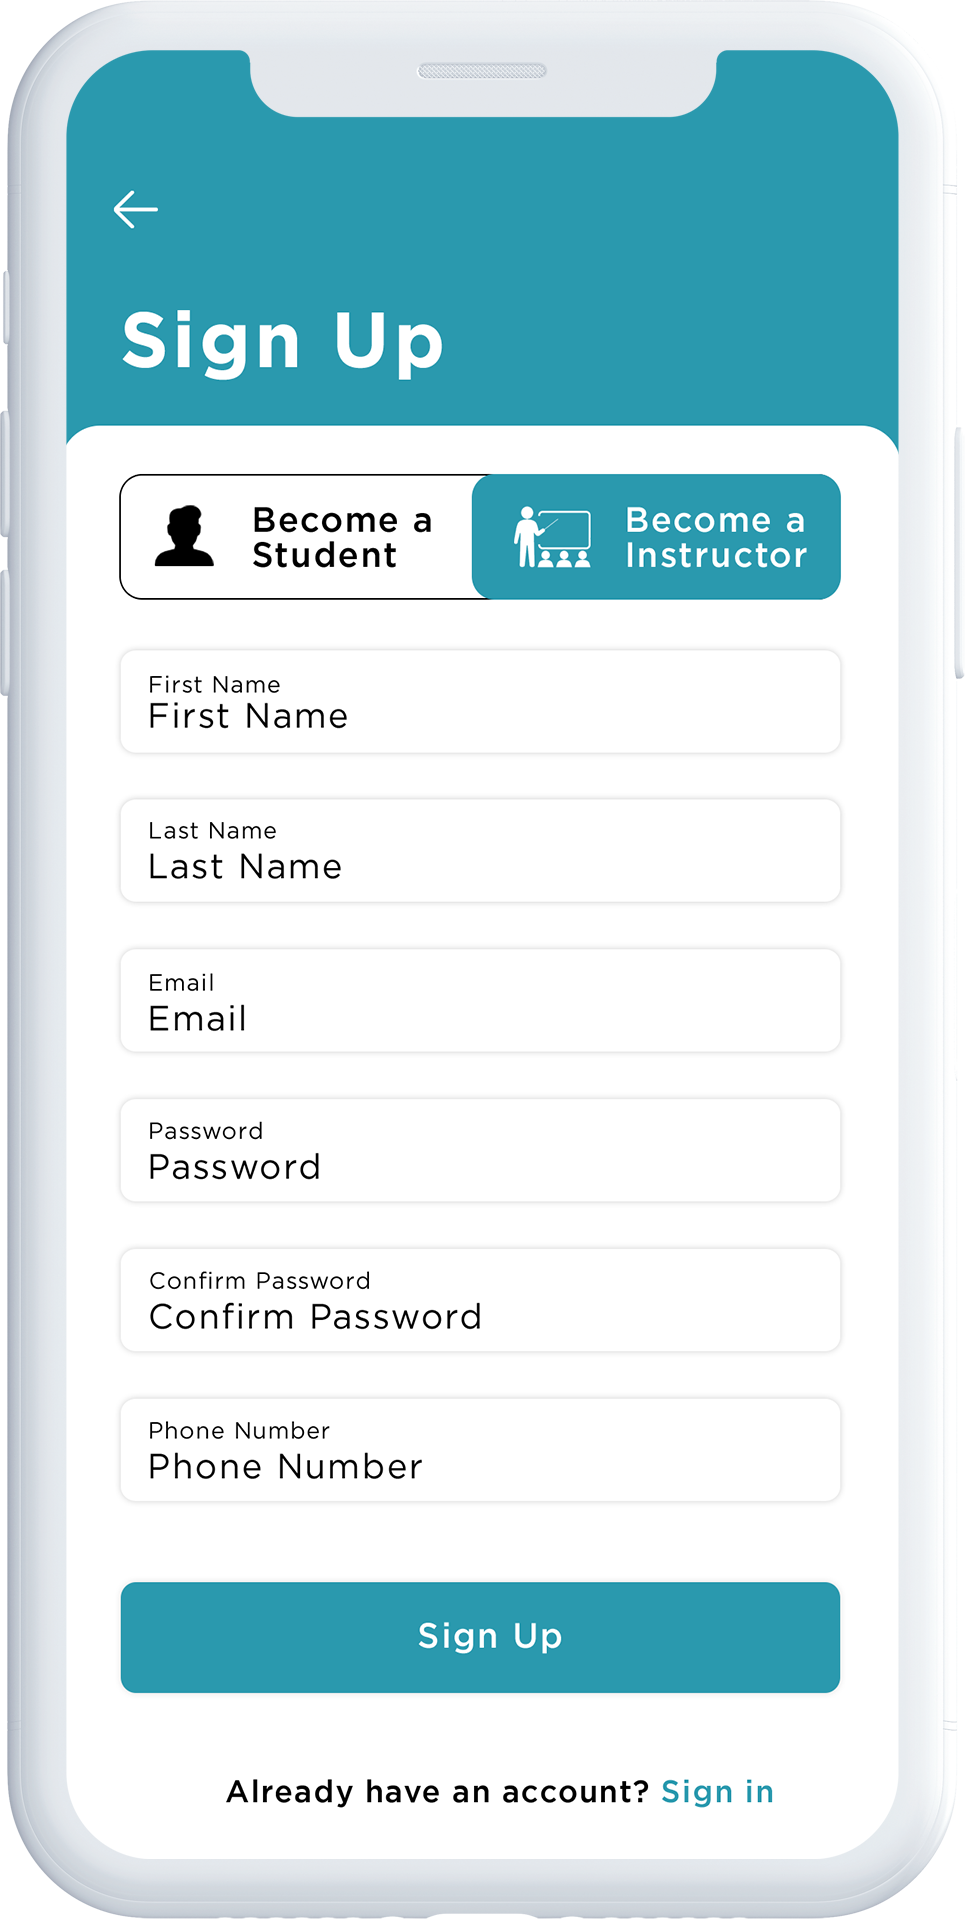 Sign Up
Become a
Student
Become a
Instructor
First Name
First Name
Last Name
Last Name
Email
Email
Password
Password
Confirm Password
Confirm Password
Phone Number
Phone Number
Sign Up
Already have an account? Sign in